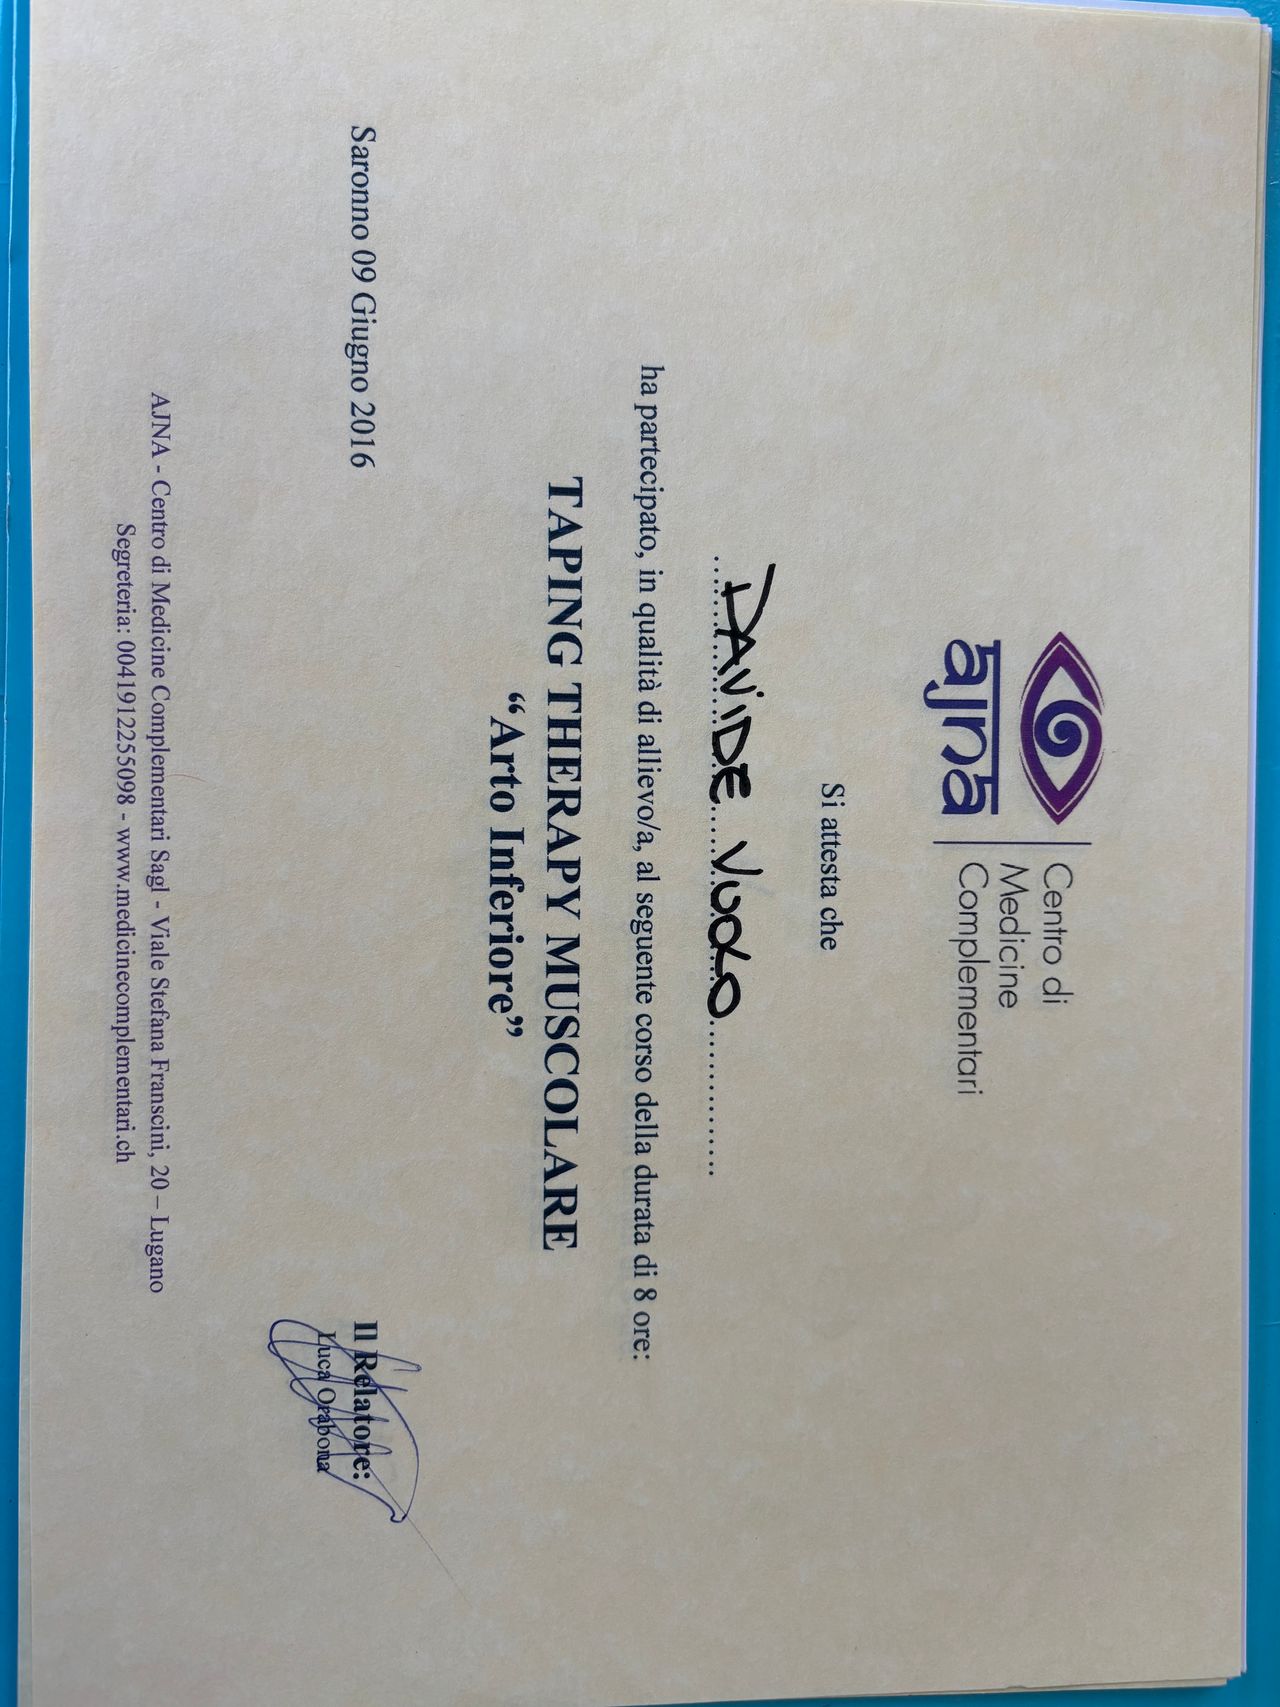 ajna
Centro di
Medicine
Complementari
Si attesta che
DAVIDE VUOLO
ha partecipato, in qualità di allievo/a, al seguente corso della durata di 8 ore:
TAPING THERAPY MUSCOLARE
“Arto Inferiore”
Saronno 09 Giugno 2016
Il Relatore:
Luca Orabona
AJNA - Centro di Medicine Complementari Sagl - Viale Stefana Franscini, 20 – Lugano
Segreteria: 0041912255098 - www.medicinecomplementari.ch